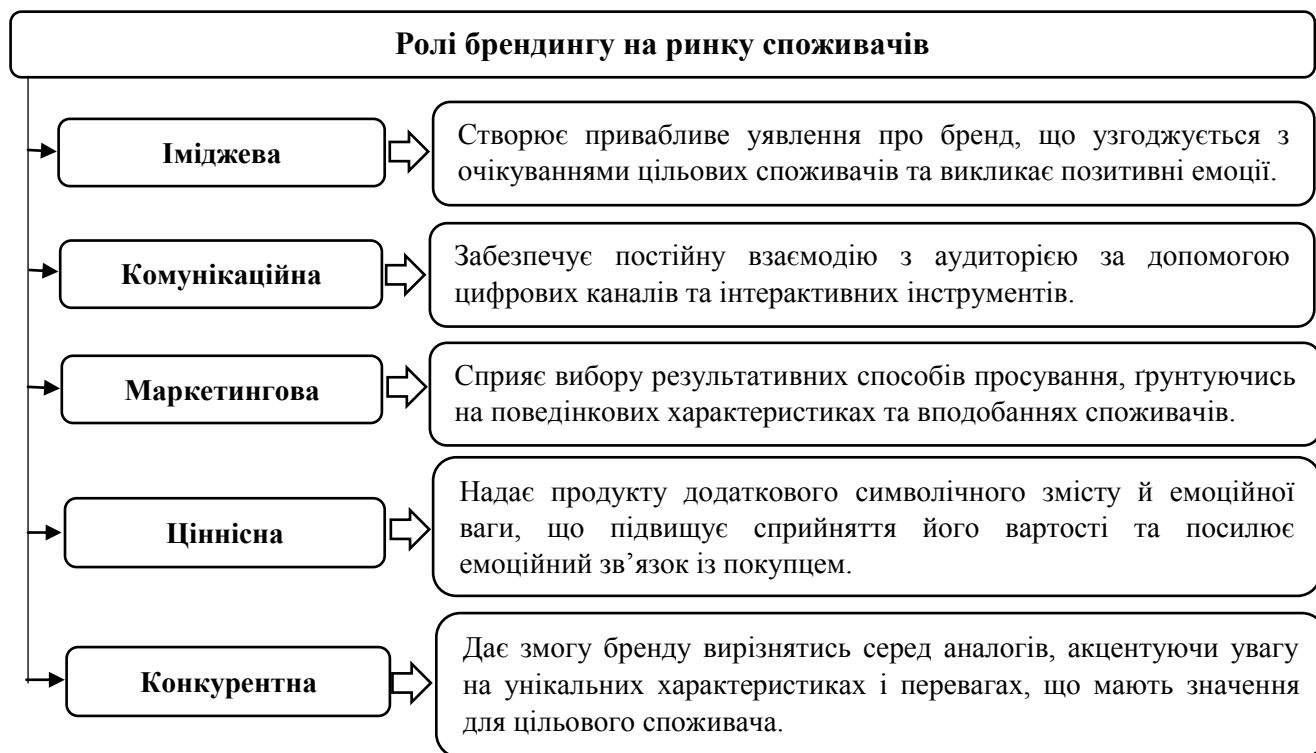 Ролі брендингу на ринку споживачів
Іміджева
Створює привабливе уявлення про бренд, що узгоджується з
очікуваннями цільових споживачів та викликає позитивні емоції.
Комунікаційна
Забезпечує постійну взаємодію з аудиторією за допомогою
цифрових каналів та інтерактивних інструментів.
Маркетингова
Сприяє вибору результативних способів просування, ґрунтуючись
на поведінкових характеристиках та вподобаннях споживачів.
Ціннісна
Надає продукту додаткового символічного змісту й емоційної
ваги, що підвищує сприйняття його вартості та посилює
емоційний зв’язок із покупцем.
Конкурентна
Дає змогу бренду вирізнятись серед аналогів, акцентуючи увагу
на унікальних характеристиках і перевагах, що мають значення
для цільового споживача.